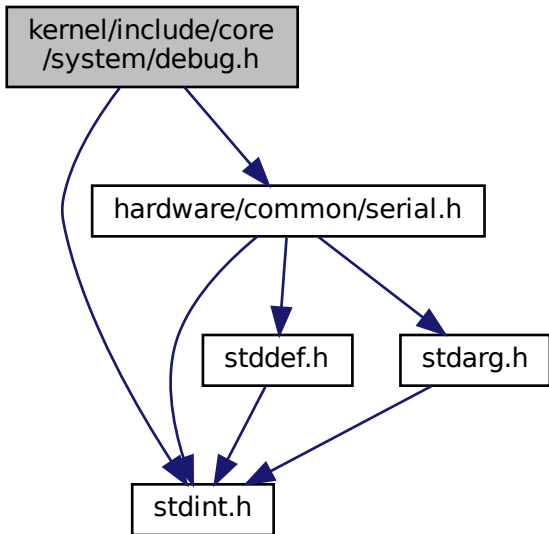 kernel/include/core
/system/debug.h
hardware/common/serial.h
stddef.h
stdarg.h
stdint.h